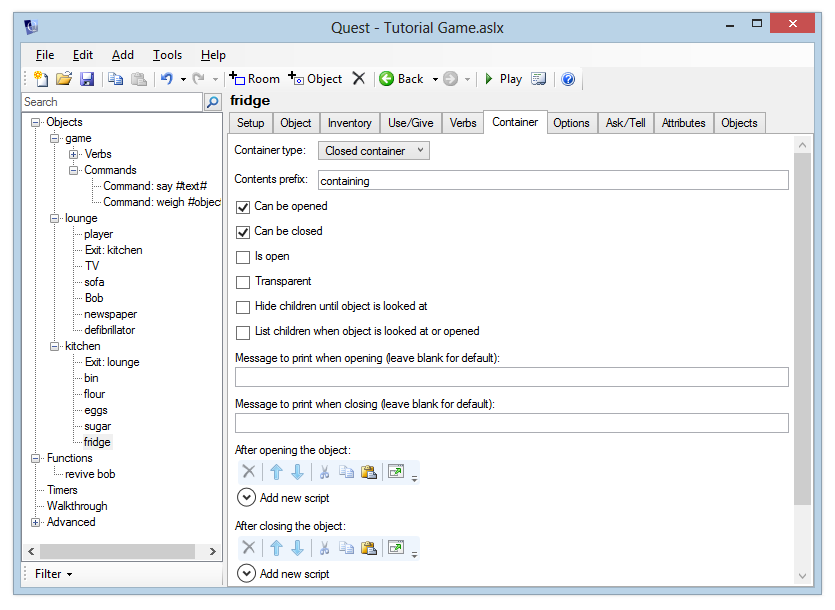 Quest - Tutorial Game.aslx
File Edit Add Tools Help
Room Object Back Play
Search
Objects
game
Verbs
Commands
Command: say #text#
Command: weigh #object
lounge
player
Exit: kitchen
TV
sofa
Bob
newspaper
defibrillator
kitchen
Exit: lounge
bin
flour
eggs
sugar
fridge
Functions
revive bob
Timers
Walkthrough
Advanced
Filter
fridge
Setup Object Inventory Use/Give Verbs Container Options Ask/Tell Attributes Objects
Container type: Closed container
Contents prefix: containing
Can be opened
Can be closed
Is open
Transparent
Hide children until object is looked at
List children when object is looked at or opened
Message to print when opening (leave blank for default):
Message to print when closing (leave blank for default):
After opening the object:
Add new script
After closing the object:
Add new script